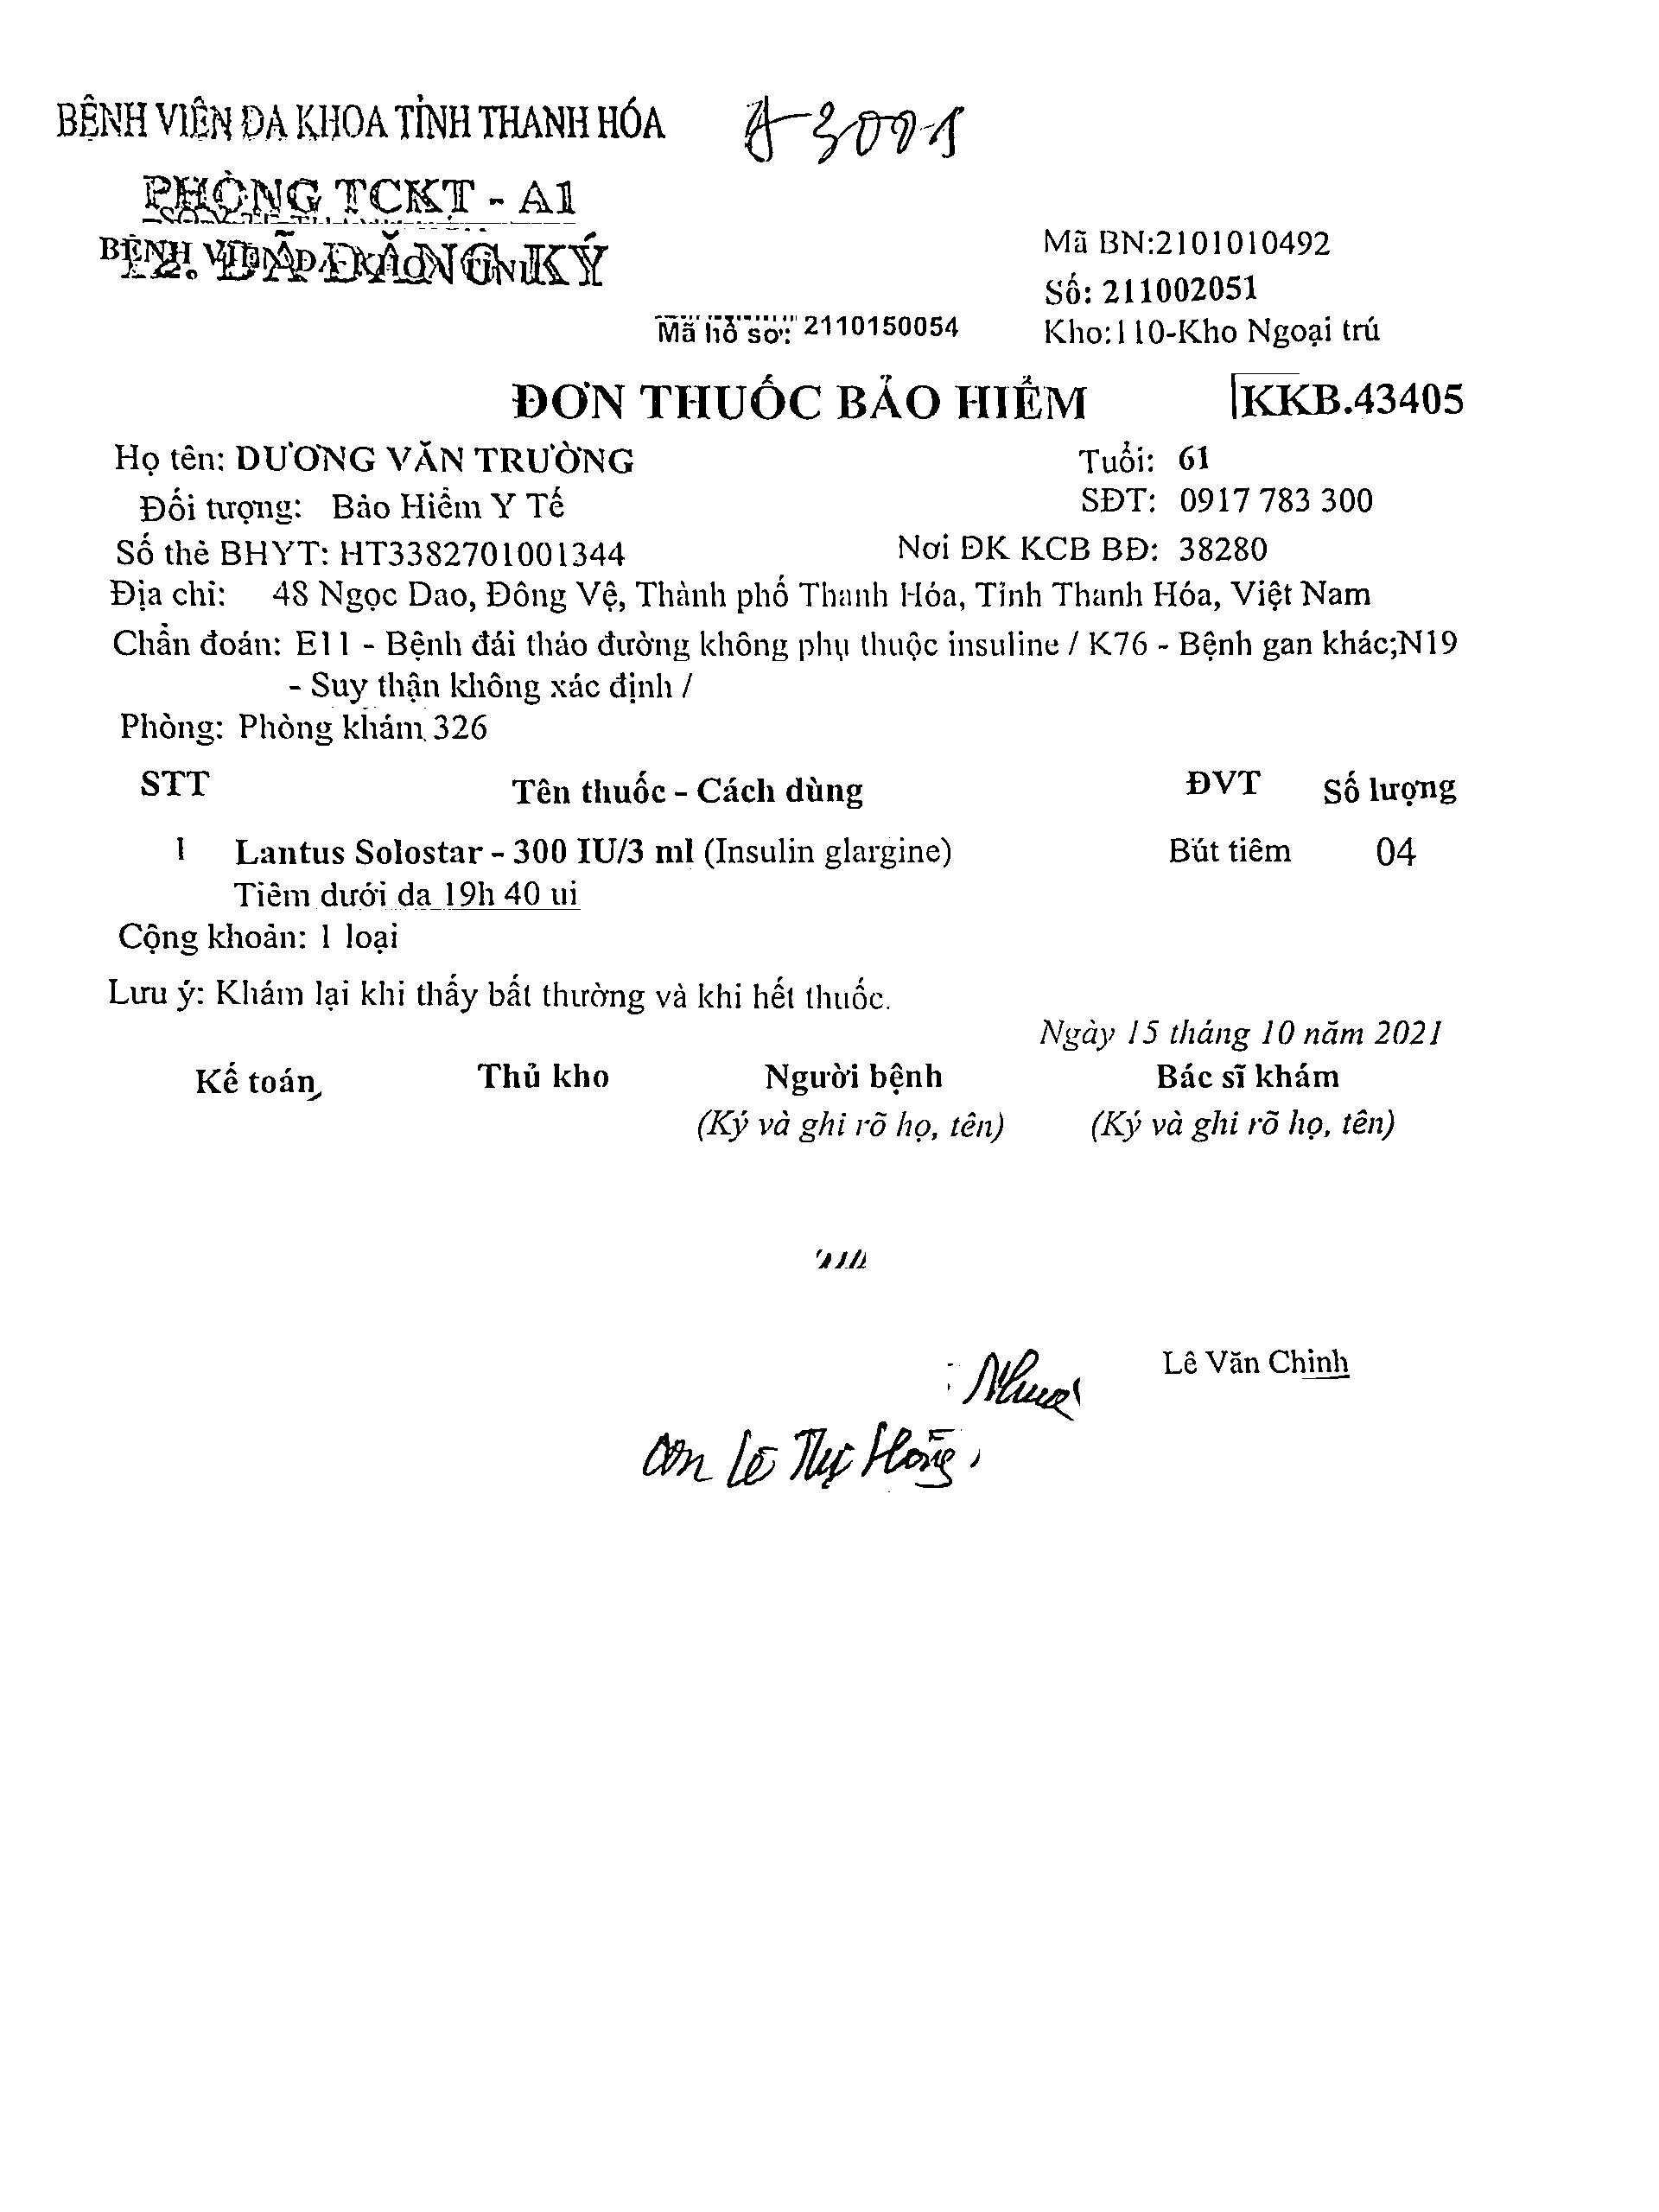 BỆNH VIỆN ĐA KHOA TỈNH THANH HÓA
PHÒNG TCKT - A1
BỆNH VIỆN ĐA KHOA TỈNH
12. ĐÃ ĐĂNG KÝ
Mã BN:2101010492
Số: 211002051
Mã hồ sơ: 2110150054
Kho:110-Kho Ngoại trú
ĐƠN THUỐC BẢO HIỂM
KKB.43405
Họ tên: DƯƠNG VĂN TRƯỜNG
Tuổi: 61
Đối tượng: Bảo Hiểm Y Tế
SĐT: 0917 783 300
Số thẻ BHYT: HT3382701001344
Nơi ĐK KCB BĐ: 38280
Địa chỉ: 48 Ngọc Dao, Đông Vệ, Thành phố Thanh Hóa, Tỉnh Thanh Hóa, Việt Nam
Chẩn đoán: E11 - Bệnh đái tháo đường không phụ thuộc insuline / K76 - Bệnh gan khác;N19
- Suy thận không xác định /
Phòng: Phòng khám 326
STT Tên thuốc - Cách dùng ĐVT Số lượng
1 Lantus Solostar - 300 IU/3 ml (Insulin glargine) Bút tiêm 04
Tiêm dưới da 19h 40 ui
Cộng khoản: 1 loại
Lưu ý: Khám lại khi thấy bất thường và khi hết thuốc.
Ngày 15 tháng 10 năm 2021
Kế toán Thủ kho Người bệnh Bác sĩ khám
(Ký và ghi rõ họ, tên) (Ký và ghi rõ họ, tên)
Lê Văn Chinh
Lê Thị Hồng